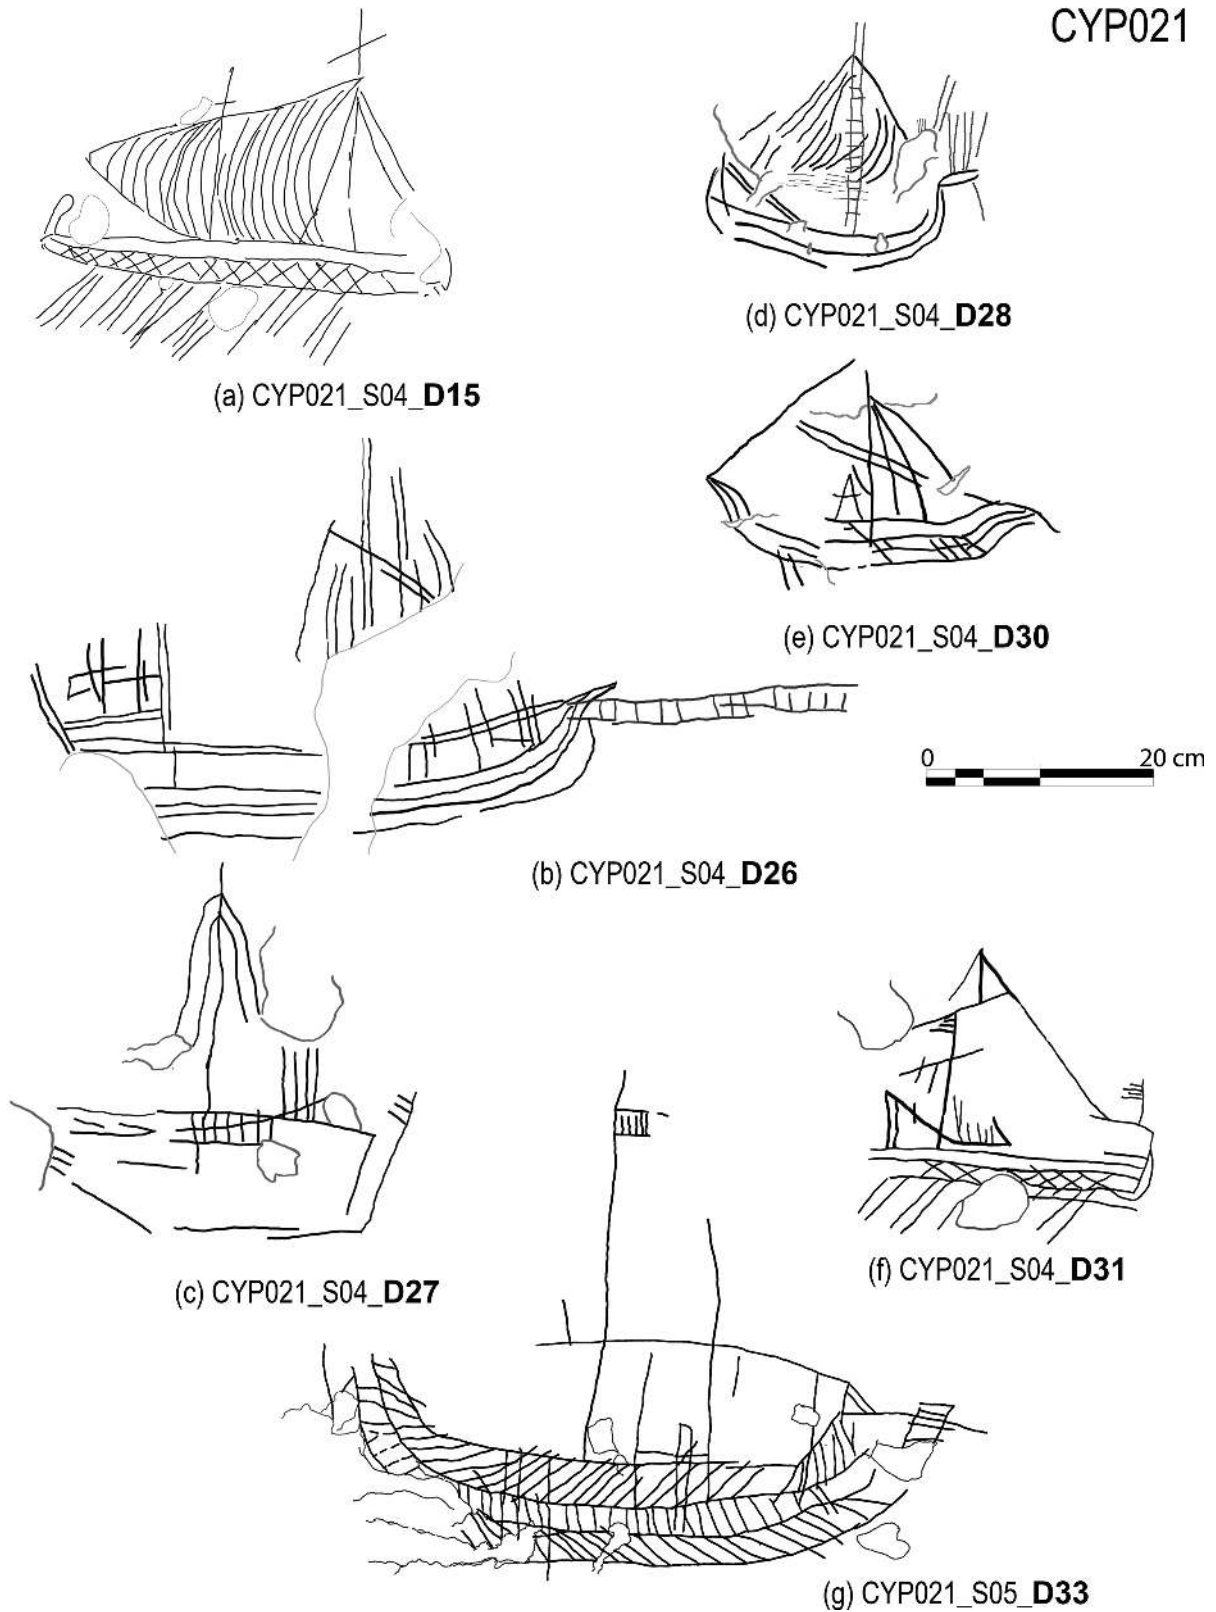 CYP021
(a) CYP021_S04_D15
(d) CYP021_S04_D28
(e) CYP021_S04_D30
0 20 cm
(b) CYP021_S04_D26
(c) CYP021_S04_D27
(f) CYP021_S04_D31
(g) CYP021_S05_D33